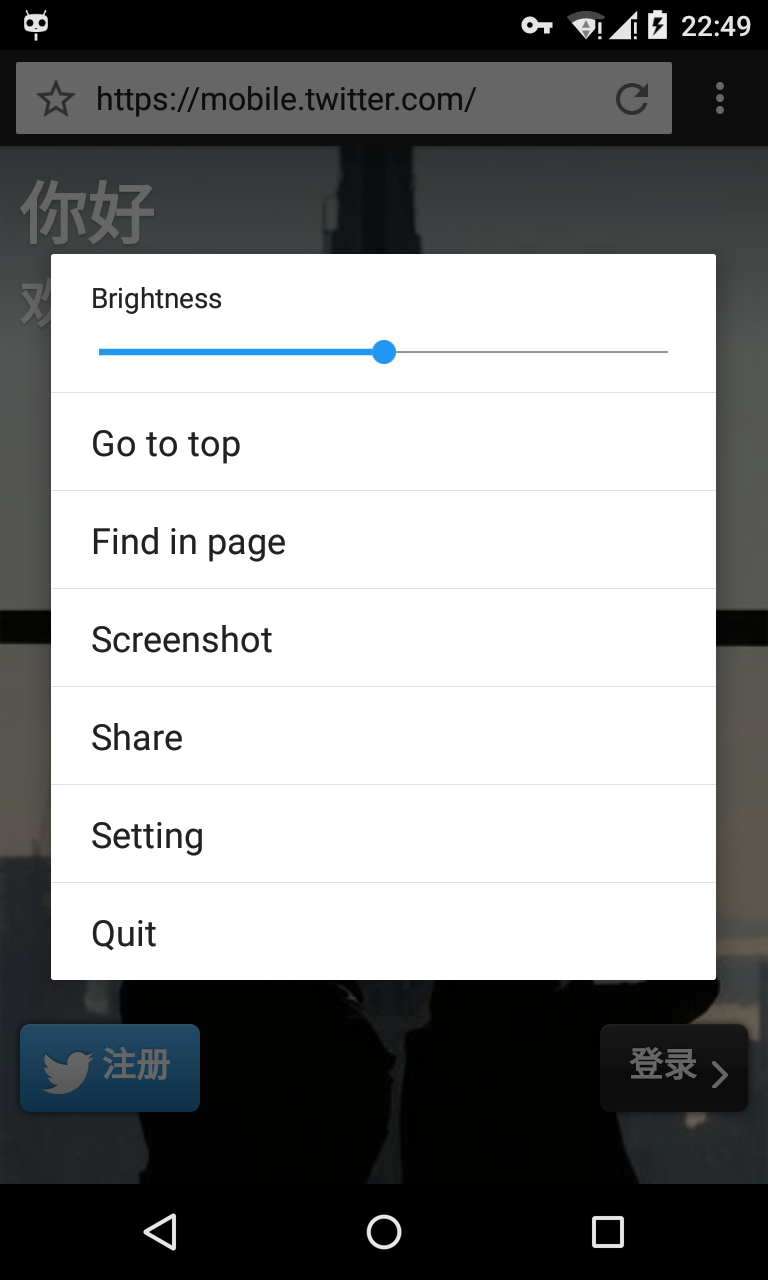 22:49
https://mobile.twitter.com/
你好
Brightness
Go to top
Find in page
Screenshot
Share
Setting
Quit
注册
登录